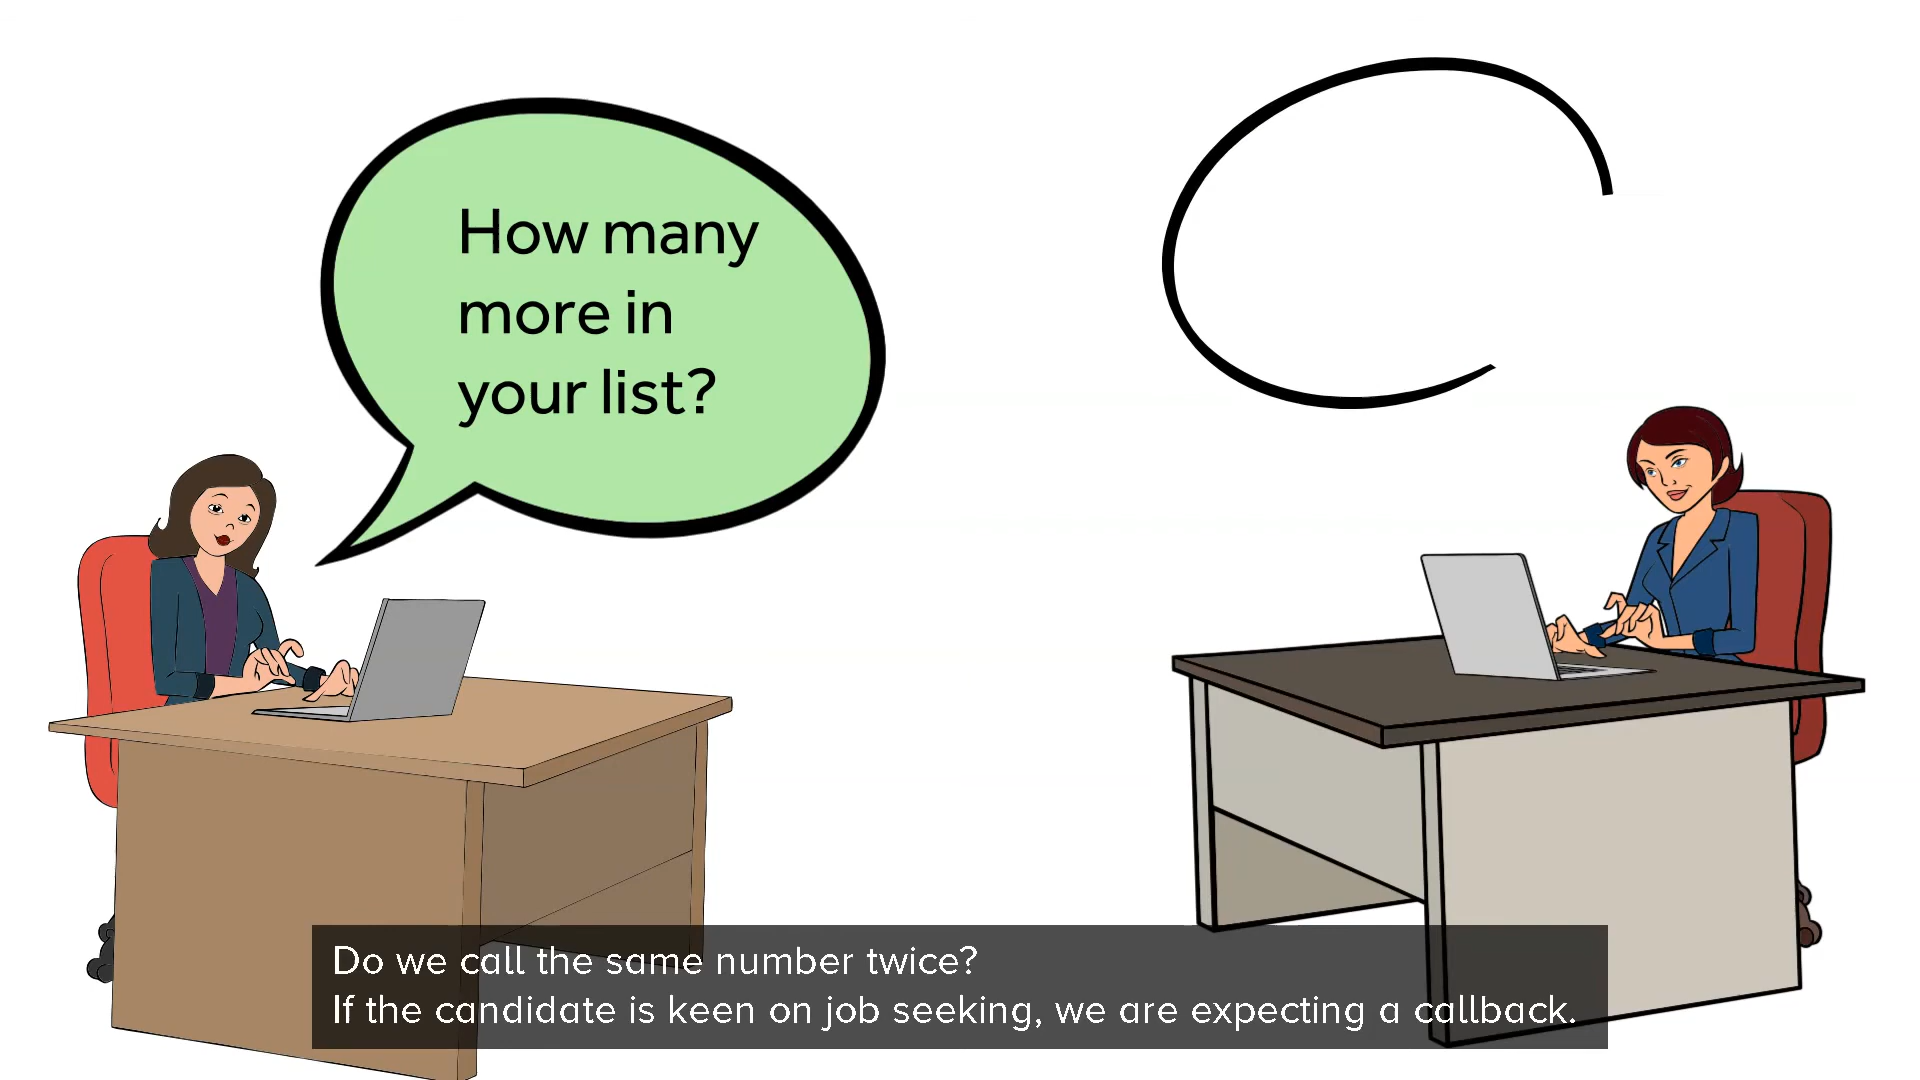 How many
more in
your list?
Do we call the same number twice?
If the candidate is keen on job seeking, we are expecting a callback.